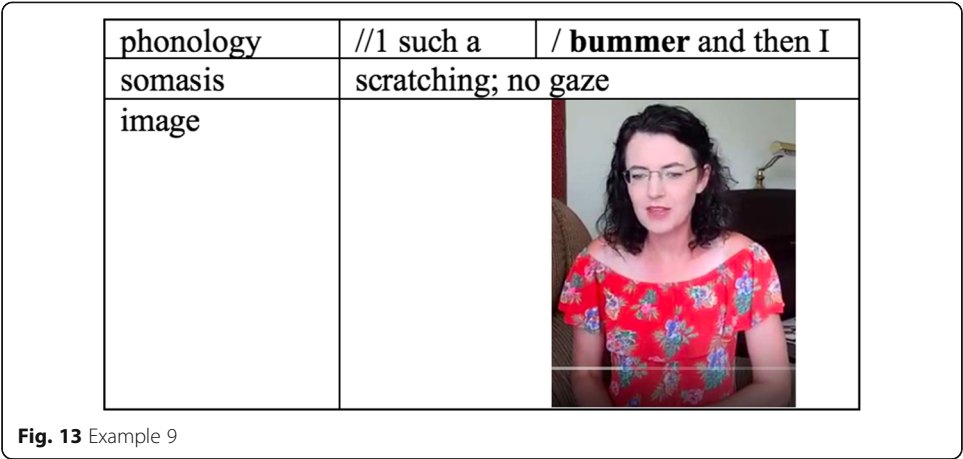 phonology //1 such a / bummer and then I
somasis scratching; no gaze
image
Fig. 13 Example 9